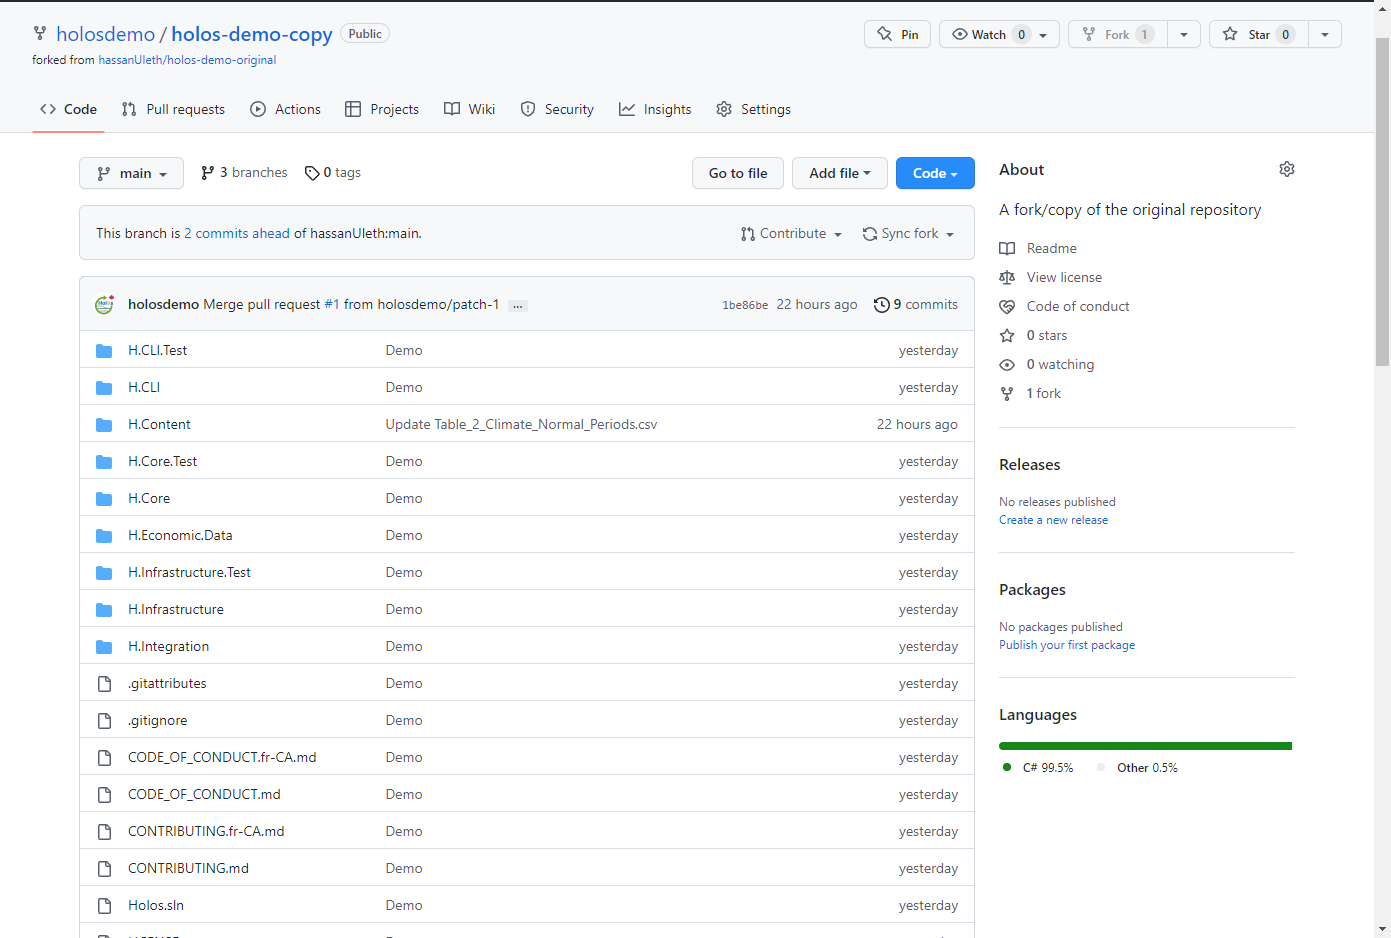 holosdemo / holos-demo-copy Public
Pin Watch 0 Fork 1 Star 0
forked from hassanUleth/holos-demo-original
Code Pull requests Actions Projects Wiki Security Insights Settings
main 3 branches 0 tags Go to file Add file Code
This branch is 2 commits ahead of hassanUleth:main. Contribute Sync fork
holosdemo Merge pull request #1 from holosdemo/patch-1 ... 1be86be 22 hours ago 9 commits
H.CLI.Test Demo yesterday
H.CLI Demo yesterday
H.Content Update Table_2_Climate_Normal_Periods.csv 22 hours ago
H.Core.Test Demo yesterday
H.Core Demo yesterday
H.Economic.Data Demo yesterday
H.Infrastructure.Test Demo yesterday
H.Infrastructure Demo yesterday
H.Integration Demo yesterday
.gitattributes Demo yesterday
.gitignore Demo yesterday
CODE_OF_CONDUCT.fr-CA.md Demo yesterday
CODE_OF_CONDUCT.md Demo yesterday
CONTRIBUTING.fr-CA.md Demo yesterday
CONTRIBUTING.md Demo yesterday
Holos.sln Demo yesterday
About
A fork/copy of the original repository
Readme
View license
Code of conduct
0 stars
0 watching
1 fork
Releases
No releases published
Create a new release
Packages
No packages published
Publish your first package
Languages
C# 99.5% Other 0.5%